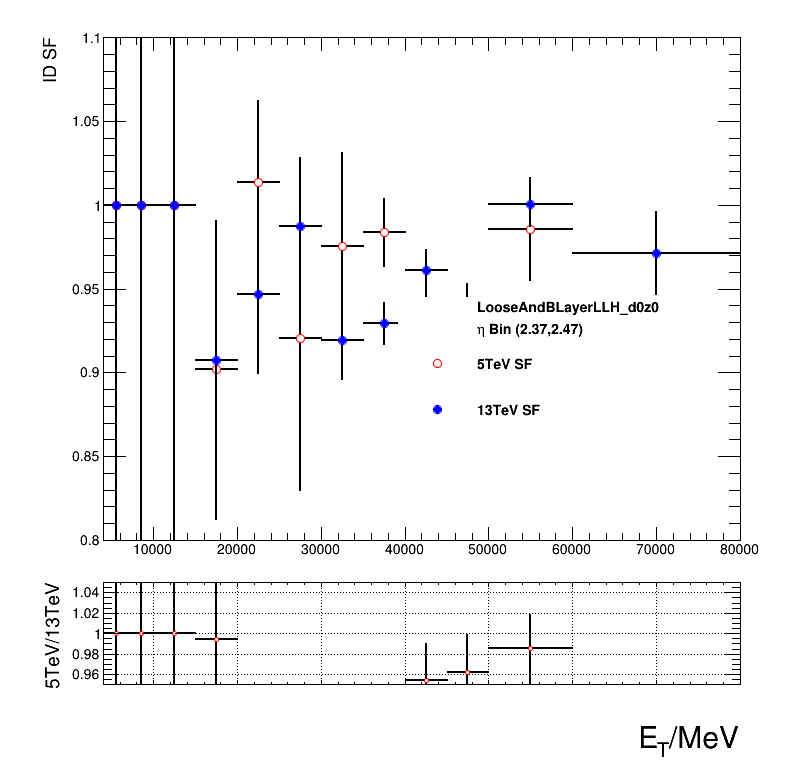 ID SF
1.1
1.05
1
0.95
0.9
0.85
0.8
LooseAndBLayerLLH_d0z0
η Bin (2.37,2.47)
5TeV SF
13TeV SF
10000 20000 30000 40000 50000 60000 70000 80000
5TeV/13TeV
1.04
1.02
1
0.98
0.96
E_T/MeV